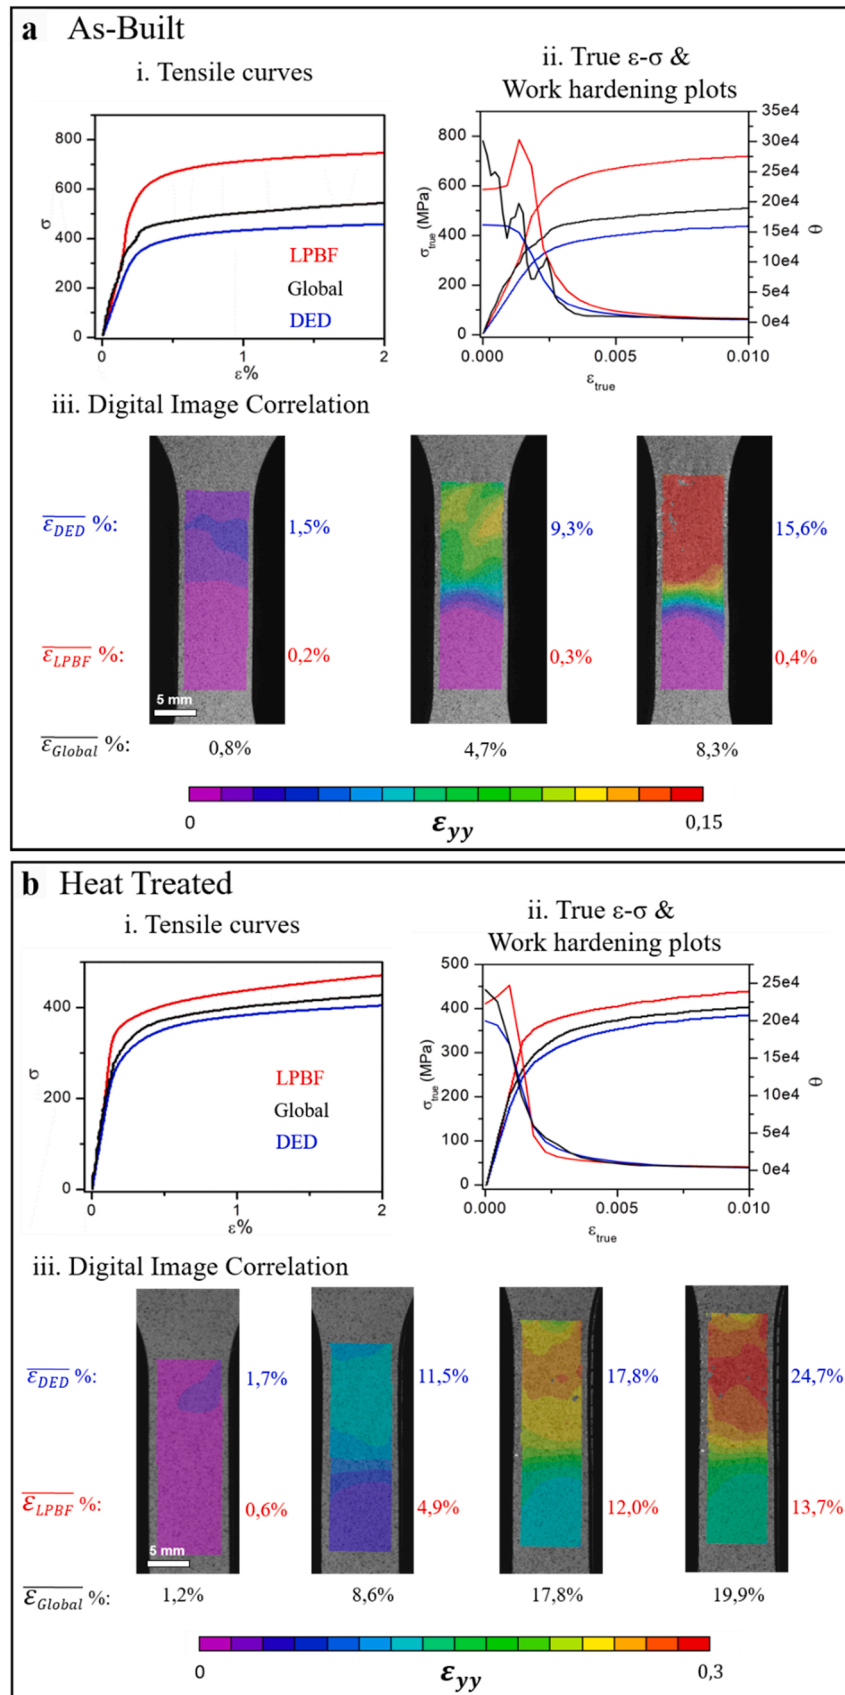 a As-Built
i. Tensile curves
ii. True ε-σ &
Work hardening plots
σ
800
600
400
200
0
0
1
2
ε%
LPBF
Global
DED
σtrue (MPa)
800
600
400
200
0
0.000
0.005
0.010
εtrue
35e4
30e4
25e4
20e4
15e4
10e4
5e4
0e4
θ
iii. Digital Image Correlation
εDED %: 1,5% 9,3% 15,6%
εLPBF %: 0,2% 0,3% 0,4%
5 mm
εGlobal %: 0,8% 4,7% 8,3%
0 εyy 0,15
b Heat Treated
i. Tensile curves
ii. True ε-σ &
Work hardening plots
σ
400
200
0
0
1
2
ε%
LPBF
Global
DED
σtrue (MPa)
500
400
300
200
100
0
0.000
0.005
0.010
εtrue
25e4
20e4
15e4
10e4
5e4
0e4
θ
iii. Digital Image Correlation
εDED %: 1,7% 11,5% 17,8% 24,7%
εLPBF %: 0,6% 4,9% 12,0% 13,7%
5 mm
εGlobal %: 1,2% 8,6% 17,8% 19,9%
0 εyy 0,3